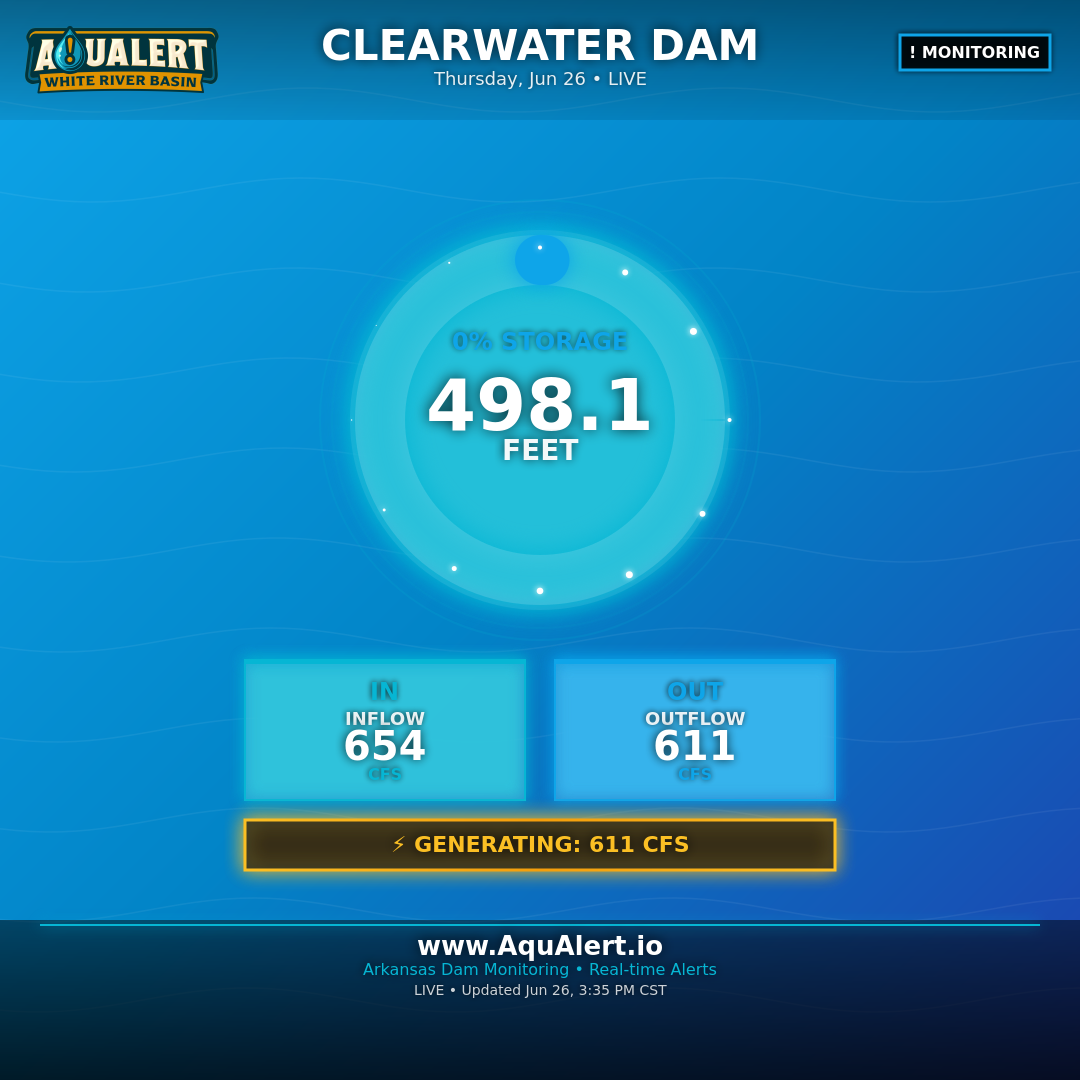 AQUALERT
WHITE RIVER BASIN
CLEARWATER DAM
Thursday, Jun 26 • LIVE
! MONITORING
0% STORAGE
498.1
FEET
IN
INFLOW
654
CFS
OUT
OUTFLOW
611
CFS
⚡ GENERATING: 611 CFS
www.AquAlert.io
Arkansas Dam Monitoring • Real-time Alerts
LIVE • Updated Jun 26, 3:35 PM CST